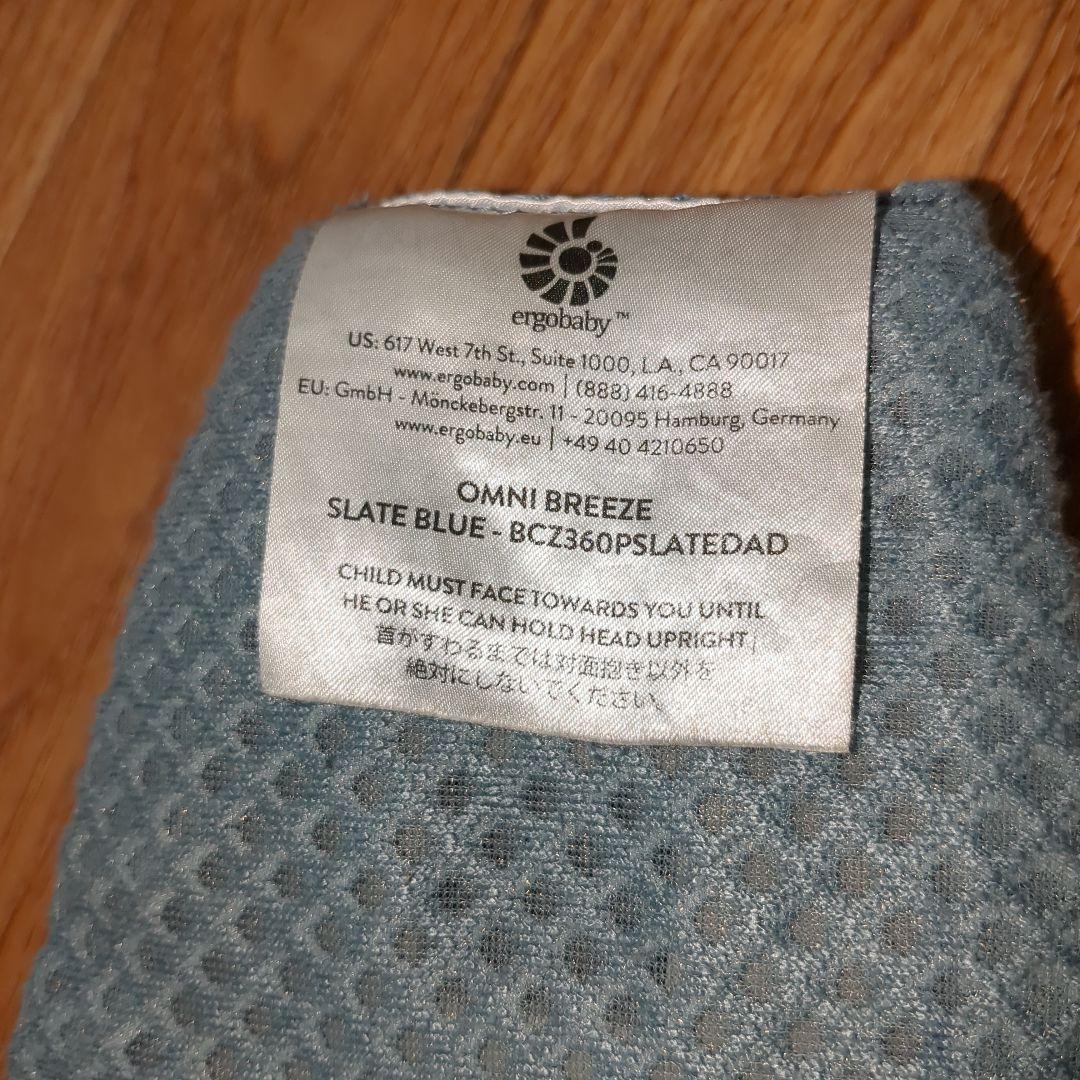 ergobaby™
US: 617 West 7th St., Suite 1000, L.A., CA 90017
www.ergobaby.com | (888) 416-4888
EU: GmbH - Mönckebergstr. 11 - 20095 Hamburg, Germany
www.ergobaby.eu | +49 40 4210650
OMNI BREEZE
SLATE BLUE - BCZ360PSLATEDAD
CHILD MUST FACE TOWARDS YOU UNTIL
HE OR SHE CAN HOLD HEAD UPRIGHT |
首がすわるまでは対面抱き以外を
絶対にしないでください。